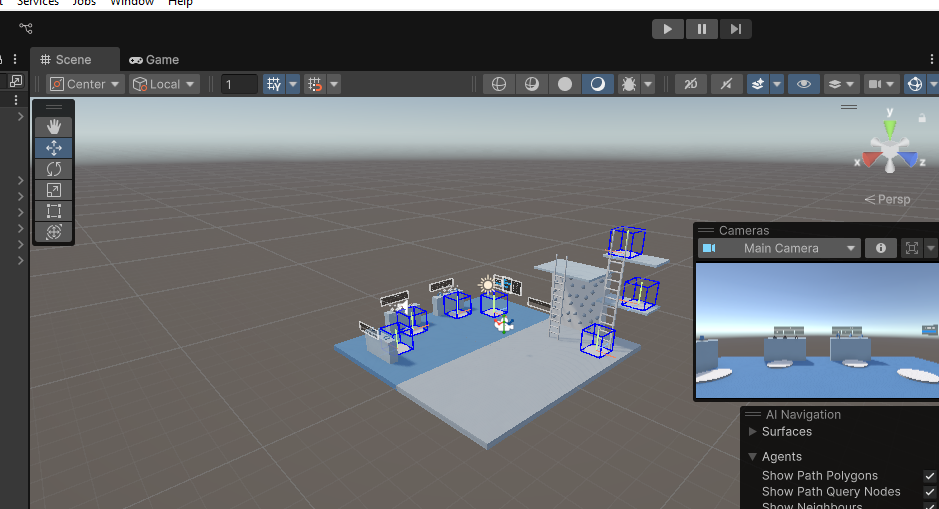 Services Jobs Window Help
Scene Game
Center Local 1 2D
y
x z
Persp
Cameras
Main Camera
AI Navigation
Surfaces
Agents
Show Path Polygons
Show Path Query Nodes
Show Neighbours